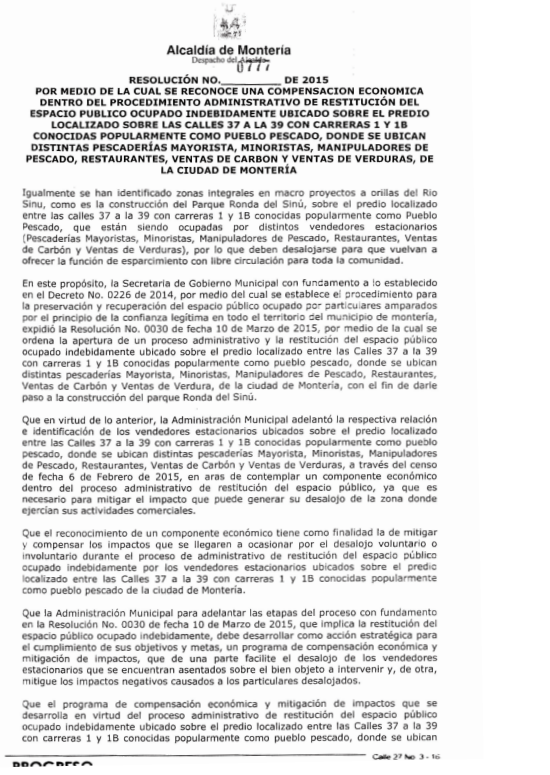 Alcaldía de Montería
Despacho del Alcalde
RESOLUCIÓN NO. 0777 DE 2015
POR MEDIO DE LA CUAL SE RECONOCE UNA COMPENSACION ECONOMICA
DENTRO DEL PROCEDIMIENTO ADMINISTRATIVO DE RESTITUCIÓN DEL
ESPACIO PUBLICO OCUPADO INDEBIDAMENTE UBICADO SOBRE EL PREDIO
LOCALIZADO SOBRE LAS CALLES 37 A LA 39 CON CARRERAS 1 Y 1B
CONOCIDAS POPULARMENTE COMO PUEBLO PESCADO, DONDE SE UBICAN
DISTINTAS PESCADERÍAS MAYORISTA, MINORISTAS, MANIPULADORES DE
PESCADO, RESTAURANTES, VENTAS DE CARBON Y VENTAS DE VERDURAS, DE
LA CIUDAD DE MONTERÍA
Igualmente se han identificado zonas integrales en macro proyectos a orillas del Río
Sinu, como es la construcción del Parque Ronda del Sinú, sobre el predio localizado
entre las calles 37 a la 39 con carreras 1 y 1B conocidas popularmente como Pueblo
Pescado, que están siendo ocupadas por distintos vendedores estacionarios
(Pescaderías Mayoristas, Minoristas, Manipuladores de Pescado, Restaurantes, Ventas
de Carbón y Ventas de Verduras), por lo que deben desalojarse para que vuelvan a
ofrecer la función de esparcimiento con libre circulación para toda la comunidad.
En este propósito, la Secretaría de Gobierno Municipal con fundamento a lo establecido
en el Decreto No. 0226 de 2014, por medio del cual se establece el procedimiento para
la preservación y recuperación del espacio público ocupado por particulares amparados
por el principio de la confianza legítima en todo el territorio del municipio de montería,
expidió la Resolución No. 0030 de fecha 10 de Marzo de 2015, por medio de la cual se
ordena la apertura de un proceso administrativo y la restitución del espacio público
ocupado indebidamente ubicado sobre el predio localizado entre las Calles 37 a la 39
con carreras 1 y 1B conocidas popularmente como pueblo pescado, donde se ubican
distintas pescaderías mayorista, Minoristas, Manipuladores de Pescado, Restaurantes,
Ventas de Carbón y Ventas de Verdura, de la ciudad de Montería, con el fin de darle
paso a la construcción del parque Ronda del Sinú.
Que en virtud de lo anterior, la Administración Municipal adelantó la respectiva relación
e identificación de los vendedores estacionarios ubicados sobre el predio localizado
entre las Calles 37 a la 39 con carreras 1 y 1B conocidas popularmente como pueblo
pescado, donde se ubican distintas pescaderías Mayorista, Minoristas, Manipuladores
de Pescado, Restaurantes, Ventas de Carbón y Ventas de Verduras, a través del censo
de fecha 6 de Febrero de 2015, en aras de contemplar un componente económico
dentro del proceso administrativo de restitución del espacio público, ya que es
necesario para mitigar el impacto que puede generar su desalojo de la zona donde
ejercían sus actividades comerciales.
Que el reconocimiento de un componente económico tiene como finalidad la de mitigar
y compensar los impactos que se llegaren a ocasionar por el desalojo voluntario o
involuntario durante el proceso de administrativo de restitución del espacio público
ocupado indebidamente por los vendedores estacionarios ubicados sobre el predio
localizado entre las Calles 37 a la 39 con carreras 1 y 1B conocidas popularmente
como pueblo pescado de la ciudad de Montería.
Que la Administración Municipal para adelantar las etapas del proceso con fundamento
en la Resolución No. 0030 de fecha 10 de Marzo de 2015, que implica la restitución del
espacio público ocupado indebidamente, debe desarrollar como acción estratégica para
el cumplimiento de sus objetivos y metas, un programa de compensación económica y
mitigación de impactos, que de una parte facilite el desalojo de los vendedores
estacionarios que se encuentran asentados sobre el bien objeto a intervenir y, de otra,
mitigue los impactos negativos causados a los particulares desalojados.
Que el programa de compensación económica y mitigación de impactos que se
desarrolla en virtud del proceso administrativo de restitución del espacio público
ocupado indebidamente ubicado sobre el predio localizado entre las Calles 37 a la 39
con carreras 1 y 1B conocidas popularmente como pueblo pescado, donde se ubican
Calle 27 No 3 - 16
PROGRESO